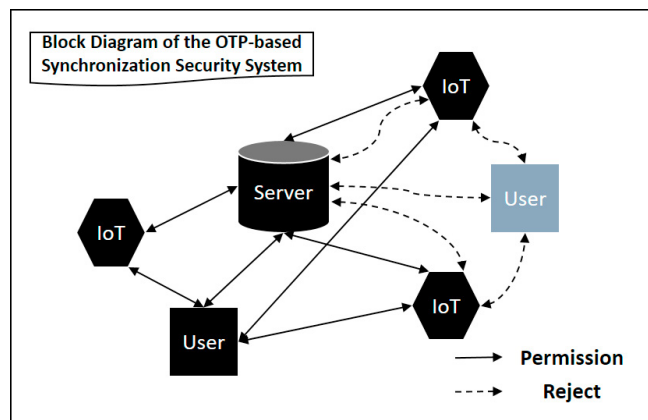 Block Diagram of the OTP-based
Synchronization Security System
IoT
Server
User
IoT
IoT
User
Permission
Reject